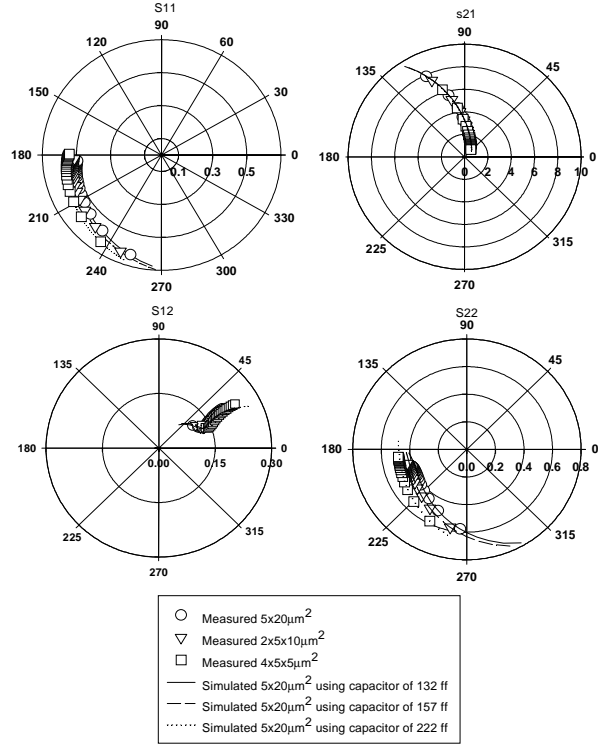 S11
90
120 60
150 30
180 0
0.1 0.3 0.5
210 330
240 300
270
s21
90
135 45
180 0
0 2 4 6 8 10
225 315
270
S12
90
135 45
180 0
0.00 0.15 0.30
225 315
270
S22
90
135 45
180 0
0.0 0.2 0.4 0.6 0.8
225 315
270
Measured 5x20μm²
Measured 2x5x10μm²
Measured 4x5x5μm²
Simulated 5x20μm² using capacitor of 132 ff
Simulated 5x20μm² using capacitor of 157 ff
Simulated 5x20μm² using capacitor of 222 ff